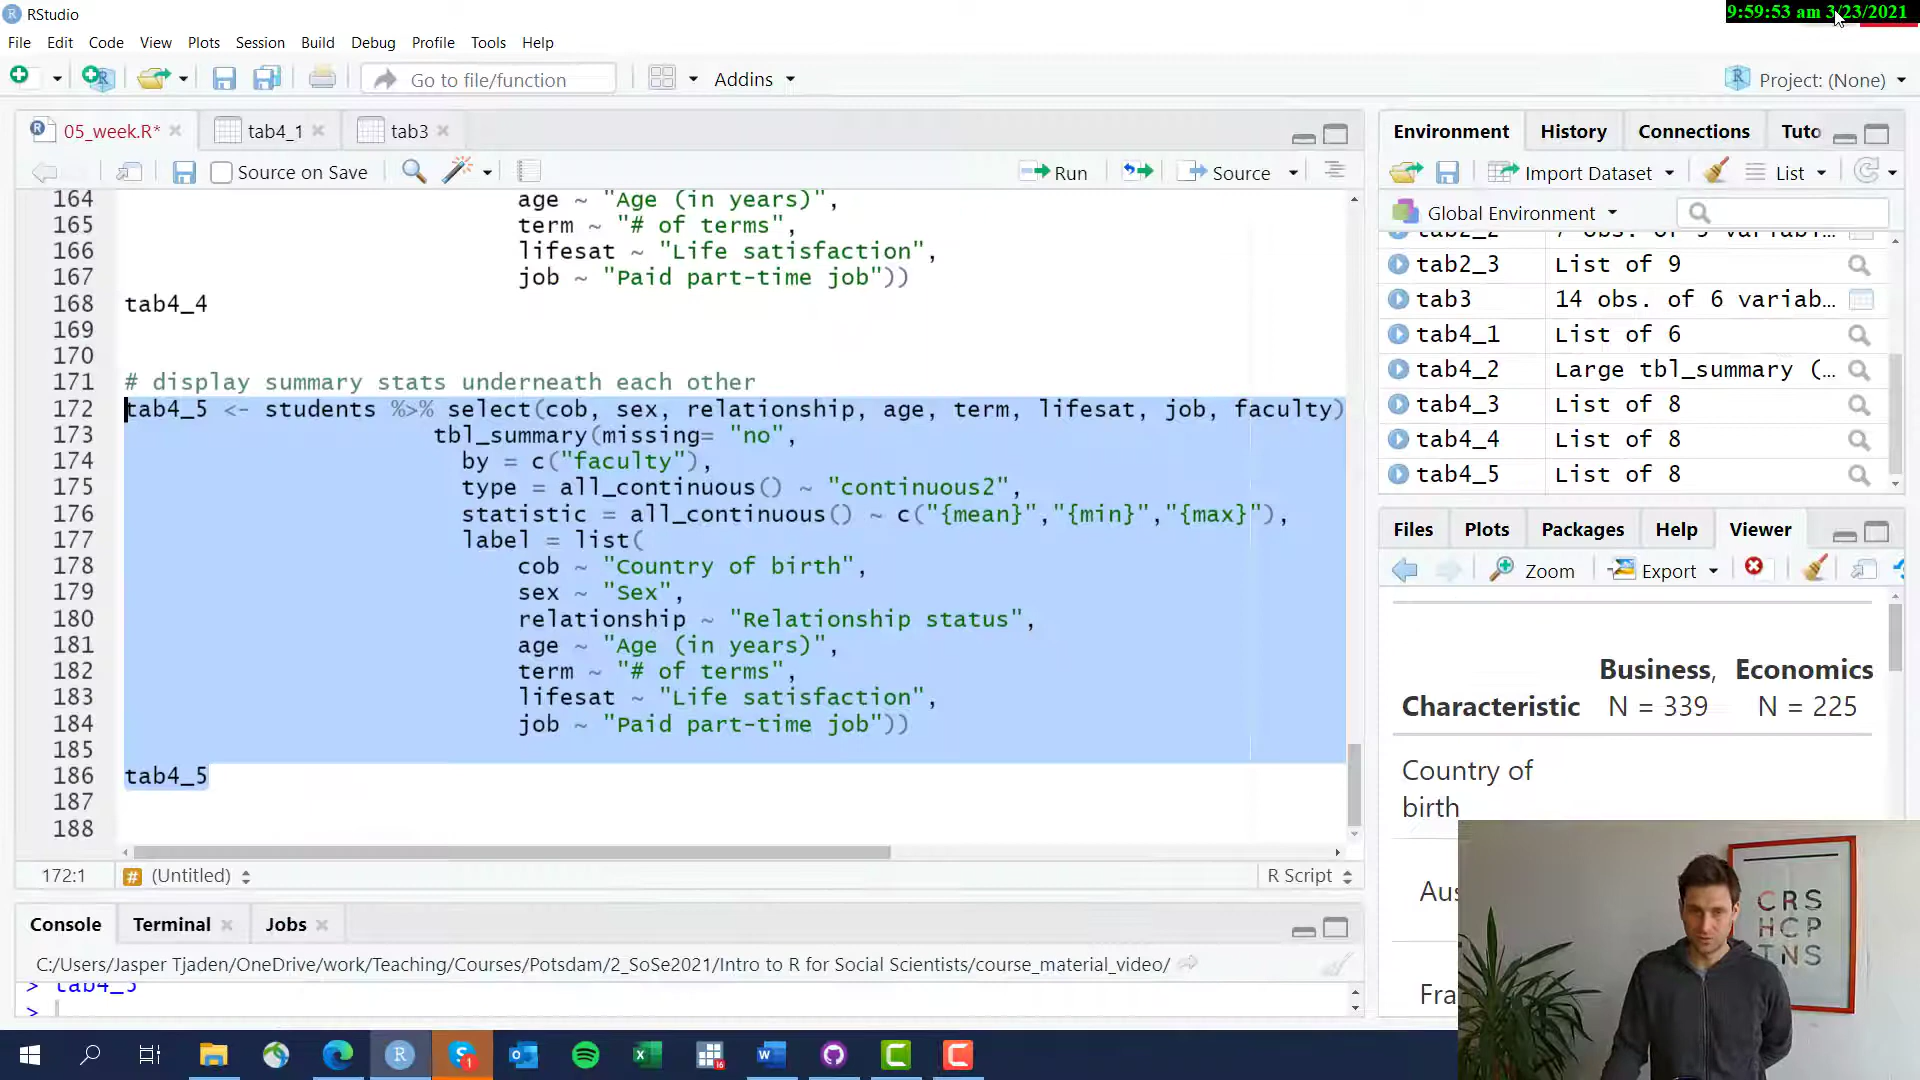 RStudio
9:59:53 am 3/23/2021
File Edit Code View Plots Session Build Debug Profile Tools Help
Go to file/function
Addins
Project: (None)
05_week.R*
tab4_1
tab3
Source on Save
Run
Source
164 age ~ "Age (in years)",
165 term ~ "# of terms",
166 lifesat ~ "Life satisfaction",
167 job ~ "Paid part-time job"))
168 tab4_4
169
170
171 # display summary stats underneath each other
172 tab4_5 <- students %>% select(cob, sex, relationship, age, term, lifesat, job, faculty)
173 tbl_summary(missing= "no",
174 by = c("faculty"),
175 type = all_continuous() ~ "continuous2",
176 statistic = all_continuous() ~ c("{mean}","{min}","{max}"),
177 label = list(
178 cob ~ "Country of birth",
179 sex ~ "Sex",
180 relationship ~ "Relationship status",
181 age ~ "Age (in years)",
182 term ~ "# of terms",
183 lifesat ~ "Life satisfaction",
184 job ~ "Paid part-time job"))
185
186 tab4_5
187
188
172:1
# (Untitled)
R Script
Console Terminal Jobs
C:/Users/Jasper Tjaden/OneDrive/work/Teaching/Courses/Potsdam/2_SoSe2021/Intro to R for Social Scientists/course_material_video/
> tab4_5
>
Environment History Connections Tuto
Import Dataset
List
Global Environment
tab2_3 List of 9
tab3 14 obs. of 6 variab...
tab4_1 List of 6
tab4_2 Large tbl_summary (...
tab4_3 List of 8
tab4_4 List of 8
tab4_5 List of 8
Files Plots Packages Help Viewer
Zoom
Export
Characteristic
Business, N = 339
Economics N = 225
Country of
birth
Aus
Fra
CRS
HCP
TNS